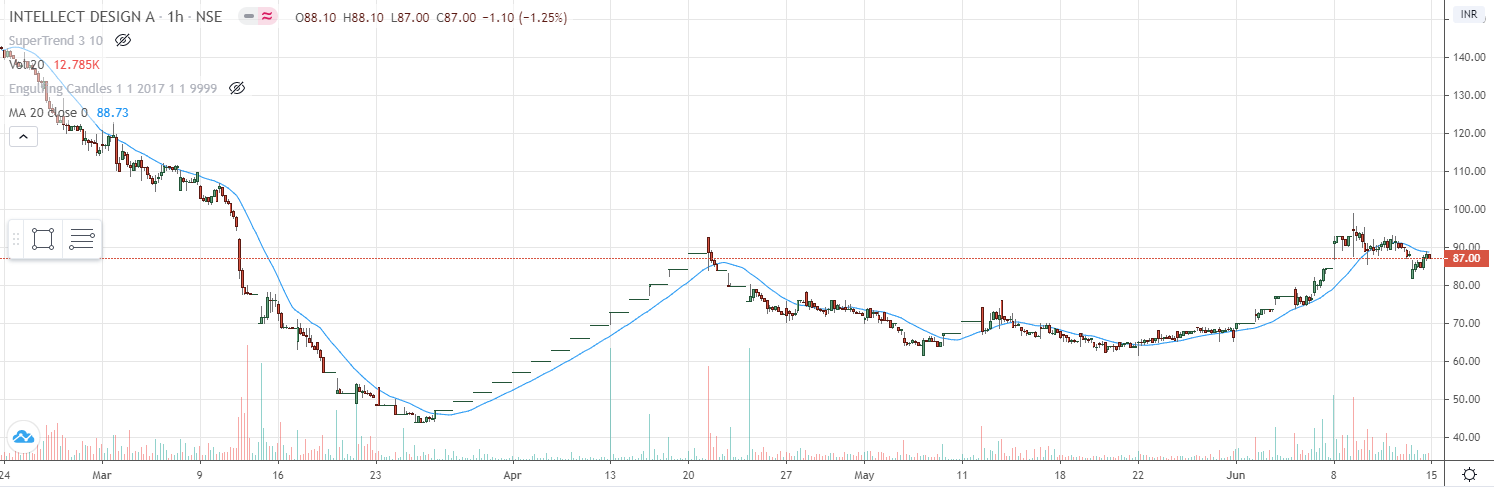 INTELLECT DESIGN A · 1h · NSE O88.10 H88.10 L87.00 C87.00 −1.10 (−1.25%)
INR
SuperTrend 3 10
Vol 20 12.785K
Engulfing Candles 1 1 2017 1 1 9999
MA 20 close 0 88.73
140.00
130.00
120.00
110.00
100.00
90.00
87.00
80.00
70.00
60.00
50.00
40.00
24 Mar 9 16 23 Apr 13 20 27 May 11 18 22 Jun 8 15